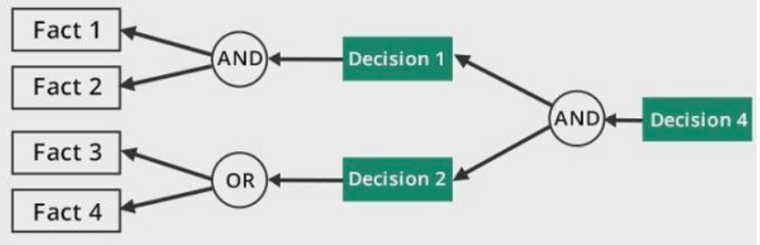 Fact 1
Fact 2
AND
Decision 1
Fact 3
Fact 4
OR
Decision 2
AND
Decision 4